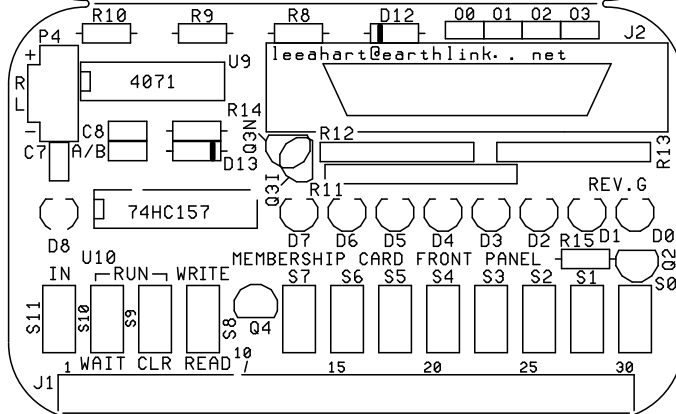 R10 R9 R8 D12 O0 O1 O2 O3
P4 J2
+ leeahart@earthlink. . net
U9
R 4071
L R14
- C8 Q3N R12 R13
C7 A/B D13
Q3I R11 REV.G
74HC157
D8 D7 D6 D5 D4 D3 D2 R15 D1 D0
U10 MEMBERSHIP CARD FRONT PANEL Q2
IN RUN WRITE S7 S6 S5 S4 S3 S2 S1 S0
S11 S10 S9 S8 Q4
1 WAIT CLR READ 10 15 20 25 30
J1